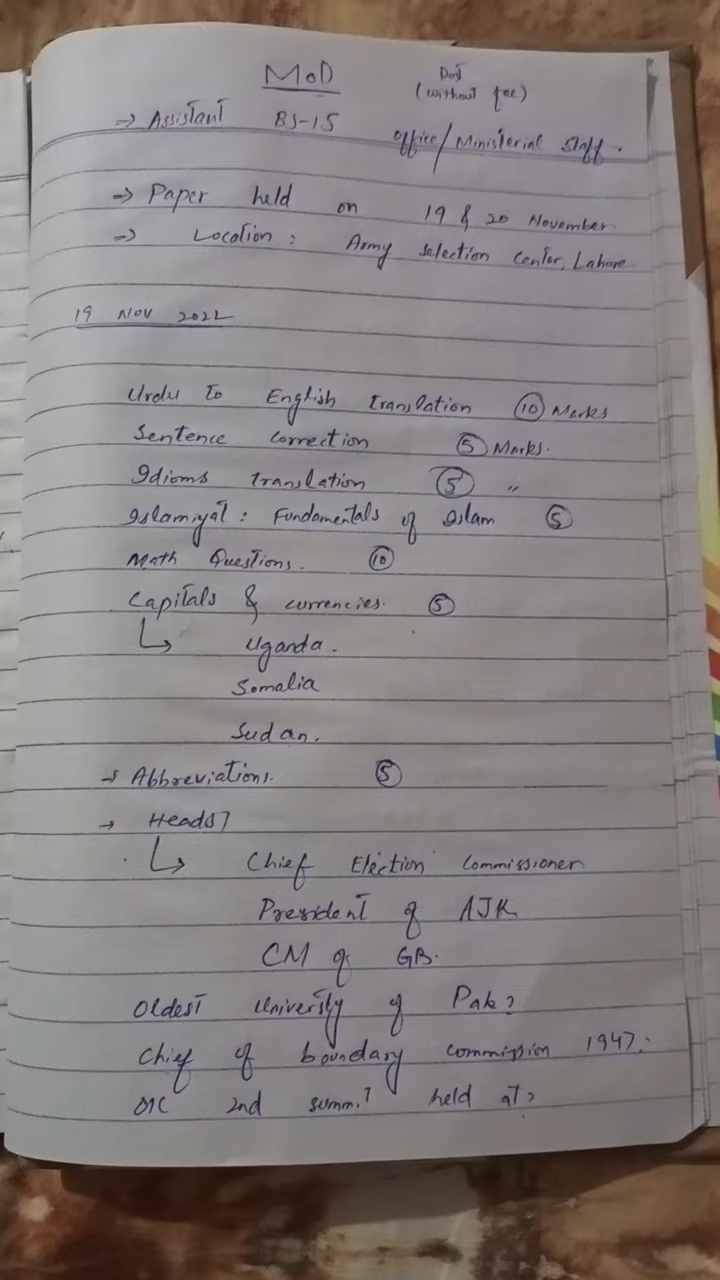 MOD
Post
(without fee)
→ Assistant BS-15 office/Ministerial staff.
⇒ Paper held on 19 & 20 November
⇒ Location: Army Selection Center, Lahore
19 Nov 2022
Urdu to English translation 10 Marks
Sentence correction 5 Marks.
Idioms translation 5 "
Islamiyat: Fundamentals of Islam 5
Math Questions. 10
Capitals & currencies. 5
↳ Uganda.
Somalia
Sudan.
→ Abbreviations. 5
→ Heads?
↳ Chief Election Commissioner
President of AJK
CM of GB.
Oldest University of Pak?
Chief of boundary commission 1947:
OIC 2nd summit held at?